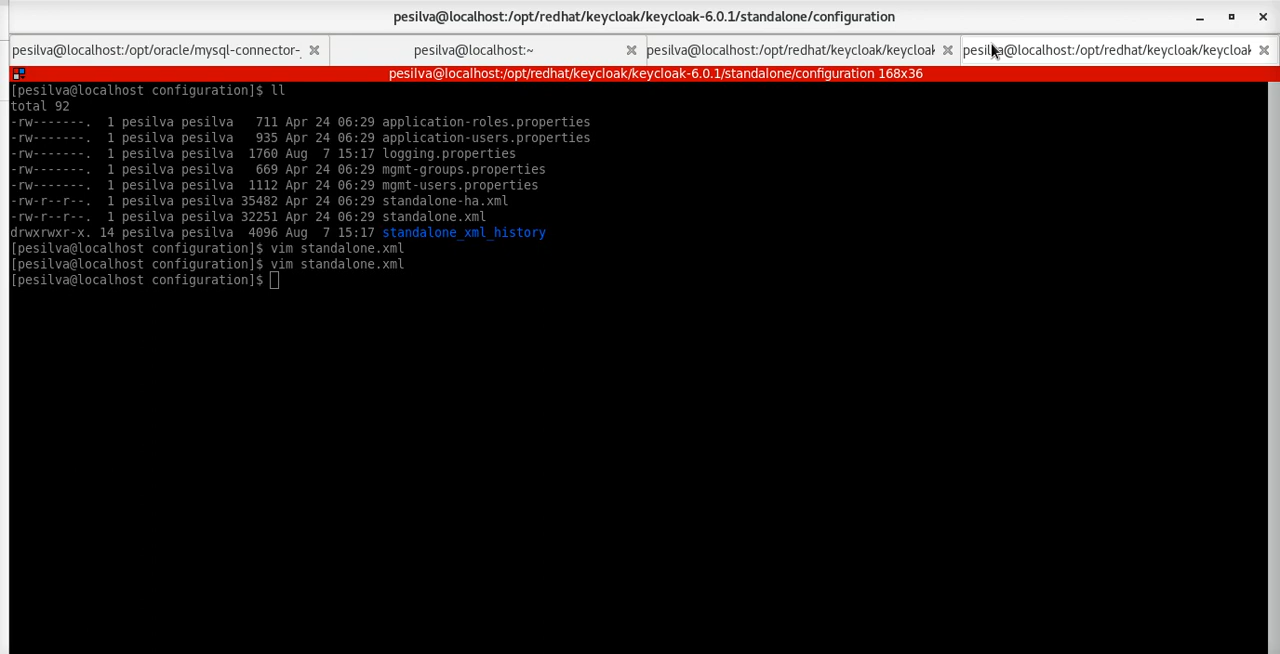 pesilva@localhost:/opt/redhat/keycloak/keycloak-6.0.1/standalone/configuration
pesilva@localhost:/opt/oracle/mysql-connector-
pesilva@localhost:~
pesilva@localhost:/opt/redhat/keycloak/keycloak
pesilva@localhost:/opt/redhat/keycloak/keycloak
pesilva@localhost:/opt/redhat/keycloak/keycloak-6.0.1/standalone/configuration 168x36
[pesilva@localhost configuration]$ ll
total 92
-rw-------.  1 pesilva pesilva   711 Apr 24 06:29 application-roles.properties
-rw-------.  1 pesilva pesilva   935 Apr 24 06:29 application-users.properties
-rw-------.  1 pesilva pesilva  1760 Aug  7 15:17 logging.properties
-rw-------.  1 pesilva pesilva   669 Apr 24 06:29 mgmt-groups.properties
-rw-------.  1 pesilva pesilva  1112 Apr 24 06:29 mgmt-users.properties
-rw-r--r--.  1 pesilva pesilva 35482 Apr 24 06:29 standalone-ha.xml
-rw-r--r--.  1 pesilva pesilva 32251 Apr 24 06:29 standalone.xml
drwxrwxr-x. 14 pesilva pesilva  4096 Aug  7 15:17 standalone_xml_history
[pesilva@localhost configuration]$ vim standalone.xml
[pesilva@localhost configuration]$ vim standalone.xml
[pesilva@localhost configuration]$